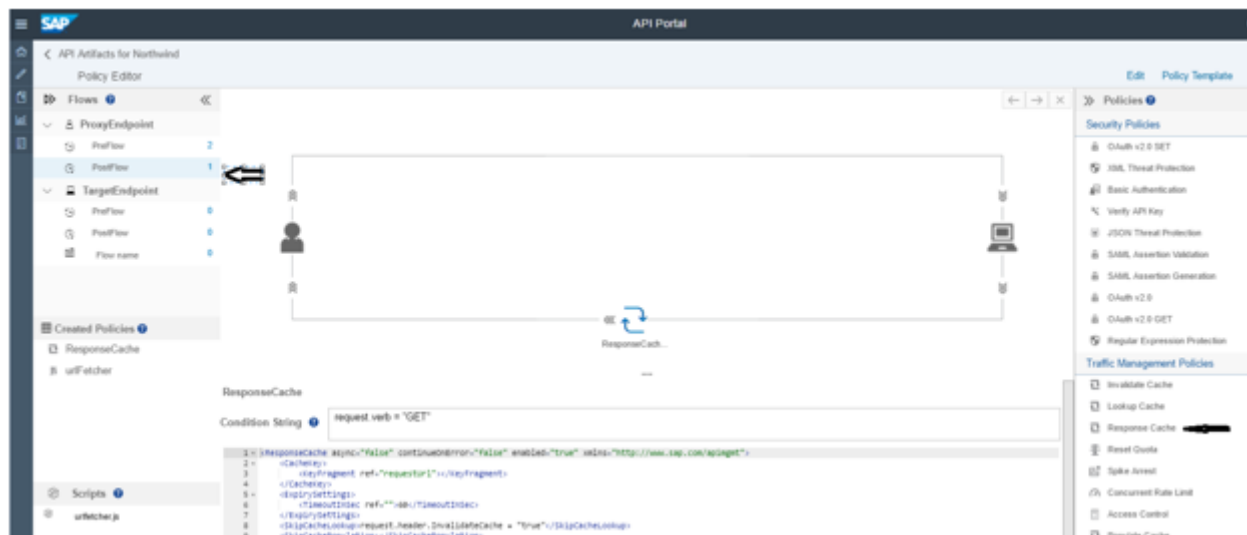 SAP
API Portal
API Artifacts for Northwind
Policy Editor
Edit Policy Template
Flows
ProxyEndpoint
PreFlow 2
PostFlow 1
TargetEndpoint
PreFlow 0
PostFlow 0
Flow name 0
Created Policies
ResponseCache
urlFetcher
Scripts
urlfetcher.js
ResponseCach...
ResponseCache
Condition String request.verb = "GET"
1 <ResponseCache async="false" continueOnError="false" enabled="true" xmlns="http://www.sap.com/apimgmt">
2 <CacheKey>
3 <KeyFragment ref="requestUrl"></KeyFragment>
4 </CacheKey>
5 <ExpirySettings>
6 <TimeoutInSec ref="">60</TimeoutInSec>
7 </ExpirySettings>
8 <SkipCacheLookup>request.header.InvalidateCache = "true"</SkipCacheLookup>
Policies
Security Policies
OAuth v2.0 SET
XML Threat Protection
Basic Authentication
Verify API Key
JSON Threat Protection
SAML Assertion Validation
SAML Assertion Generation
OAuth v2.0
OAuth v2.0 GET
Regular Expression Protection
Traffic Management Policies
Invalidate Cache
Lookup Cache
Response Cache
Reset Quota
Spike Arrest
Concurrent Rate Limit
Access Control